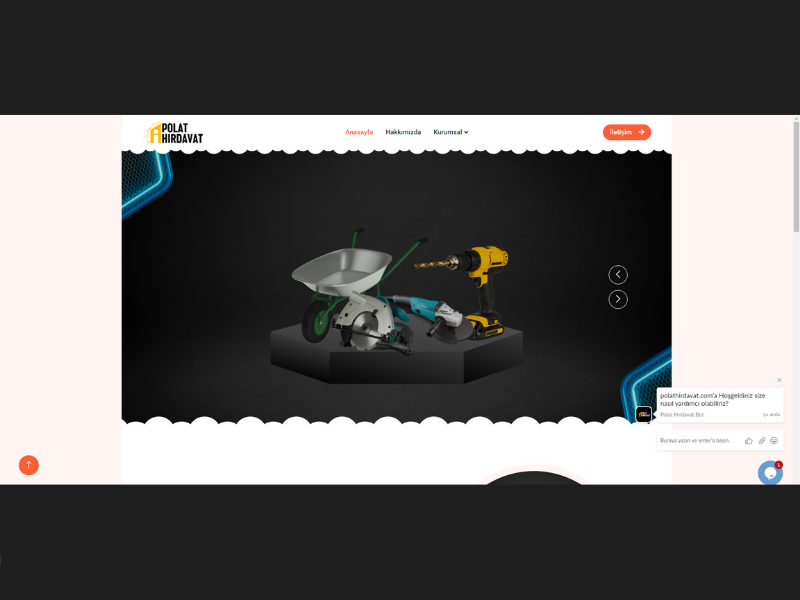 POLAT
HIRDAVAT
Anasayfa
Hakkımızda
Kurumsal
İletişim
polathirdavat.com'a Hoşgeldiniz size
nasıl yardımcı olabiliriz?
Polat Hırdavat Bot
şu anda
Buraya yazın ve enter'a basın.
1